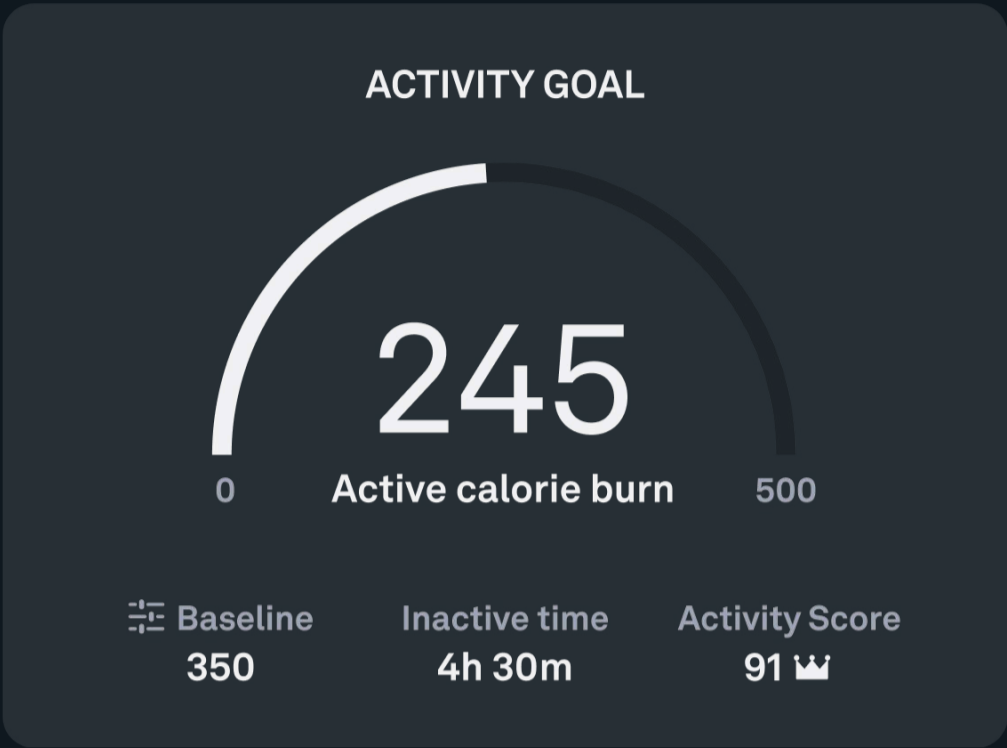 ACTIVITY GOAL
245
0 Active calorie burn 500
Baseline Inactive time Activity Score
350 4h 30m 91